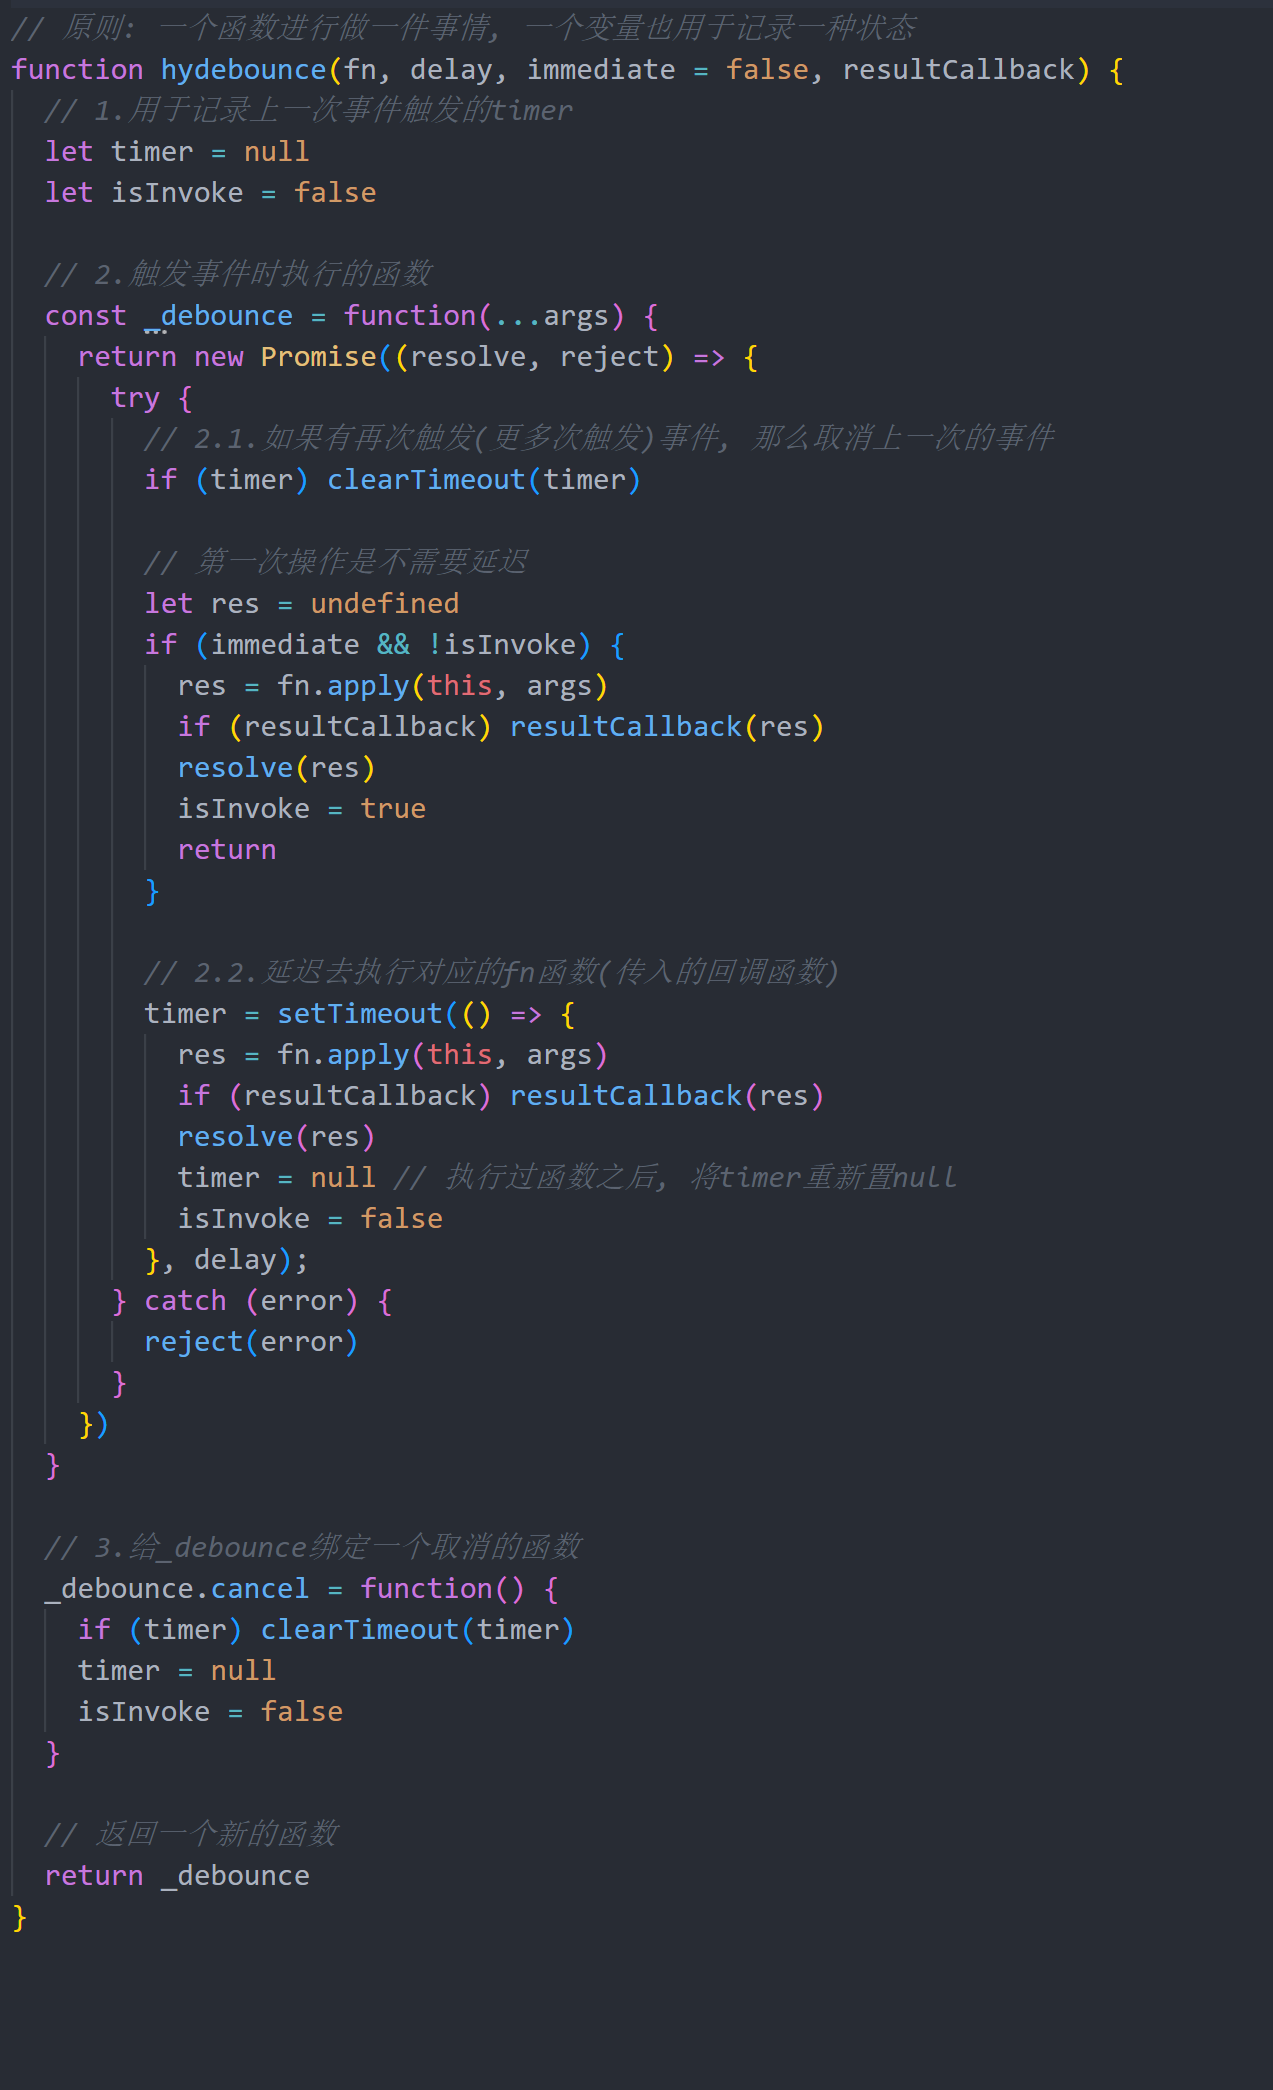 // 原则: 一个函数进行做一件事情, 一个变量也用于记录一种状态
function hydebounce(fn, delay, immediate = false, resultCallback) {
  // 1.用于记录上一次事件触发的timer
  let timer = null
  let isInvoke = false

  // 2.触发事件时执行的函数
  const _debounce = function(...args) {
    return new Promise((resolve, reject) => {
      try {
        // 2.1.如果有再次触发(更多次触发)事件, 那么取消上一次的事件
        if (timer) clearTimeout(timer)

        // 第一次操作是不需要延迟
        let res = undefined
        if (immediate && !isInvoke) {
          res = fn.apply(this, args)
          if (resultCallback) resultCallback(res)
          resolve(res)
          isInvoke = true
          return
        }

        // 2.2.延迟去执行对应的fn函数(传入的回调函数)
        timer = setTimeout(() => {
          res = fn.apply(this, args)
          if (resultCallback) resultCallback(res)
          resolve(res)
          timer = null // 执行过函数之后, 将timer重新置null
          isInvoke = false
        }, delay);
      } catch (error) {
        reject(error)
      }
    })
  }

  // 3.给_debounce绑定一个取消的函数
  _debounce.cancel = function() {
    if (timer) clearTimeout(timer)
    timer = null
    isInvoke = false
  }

  // 返回一个新的函数
  return _debounce
}